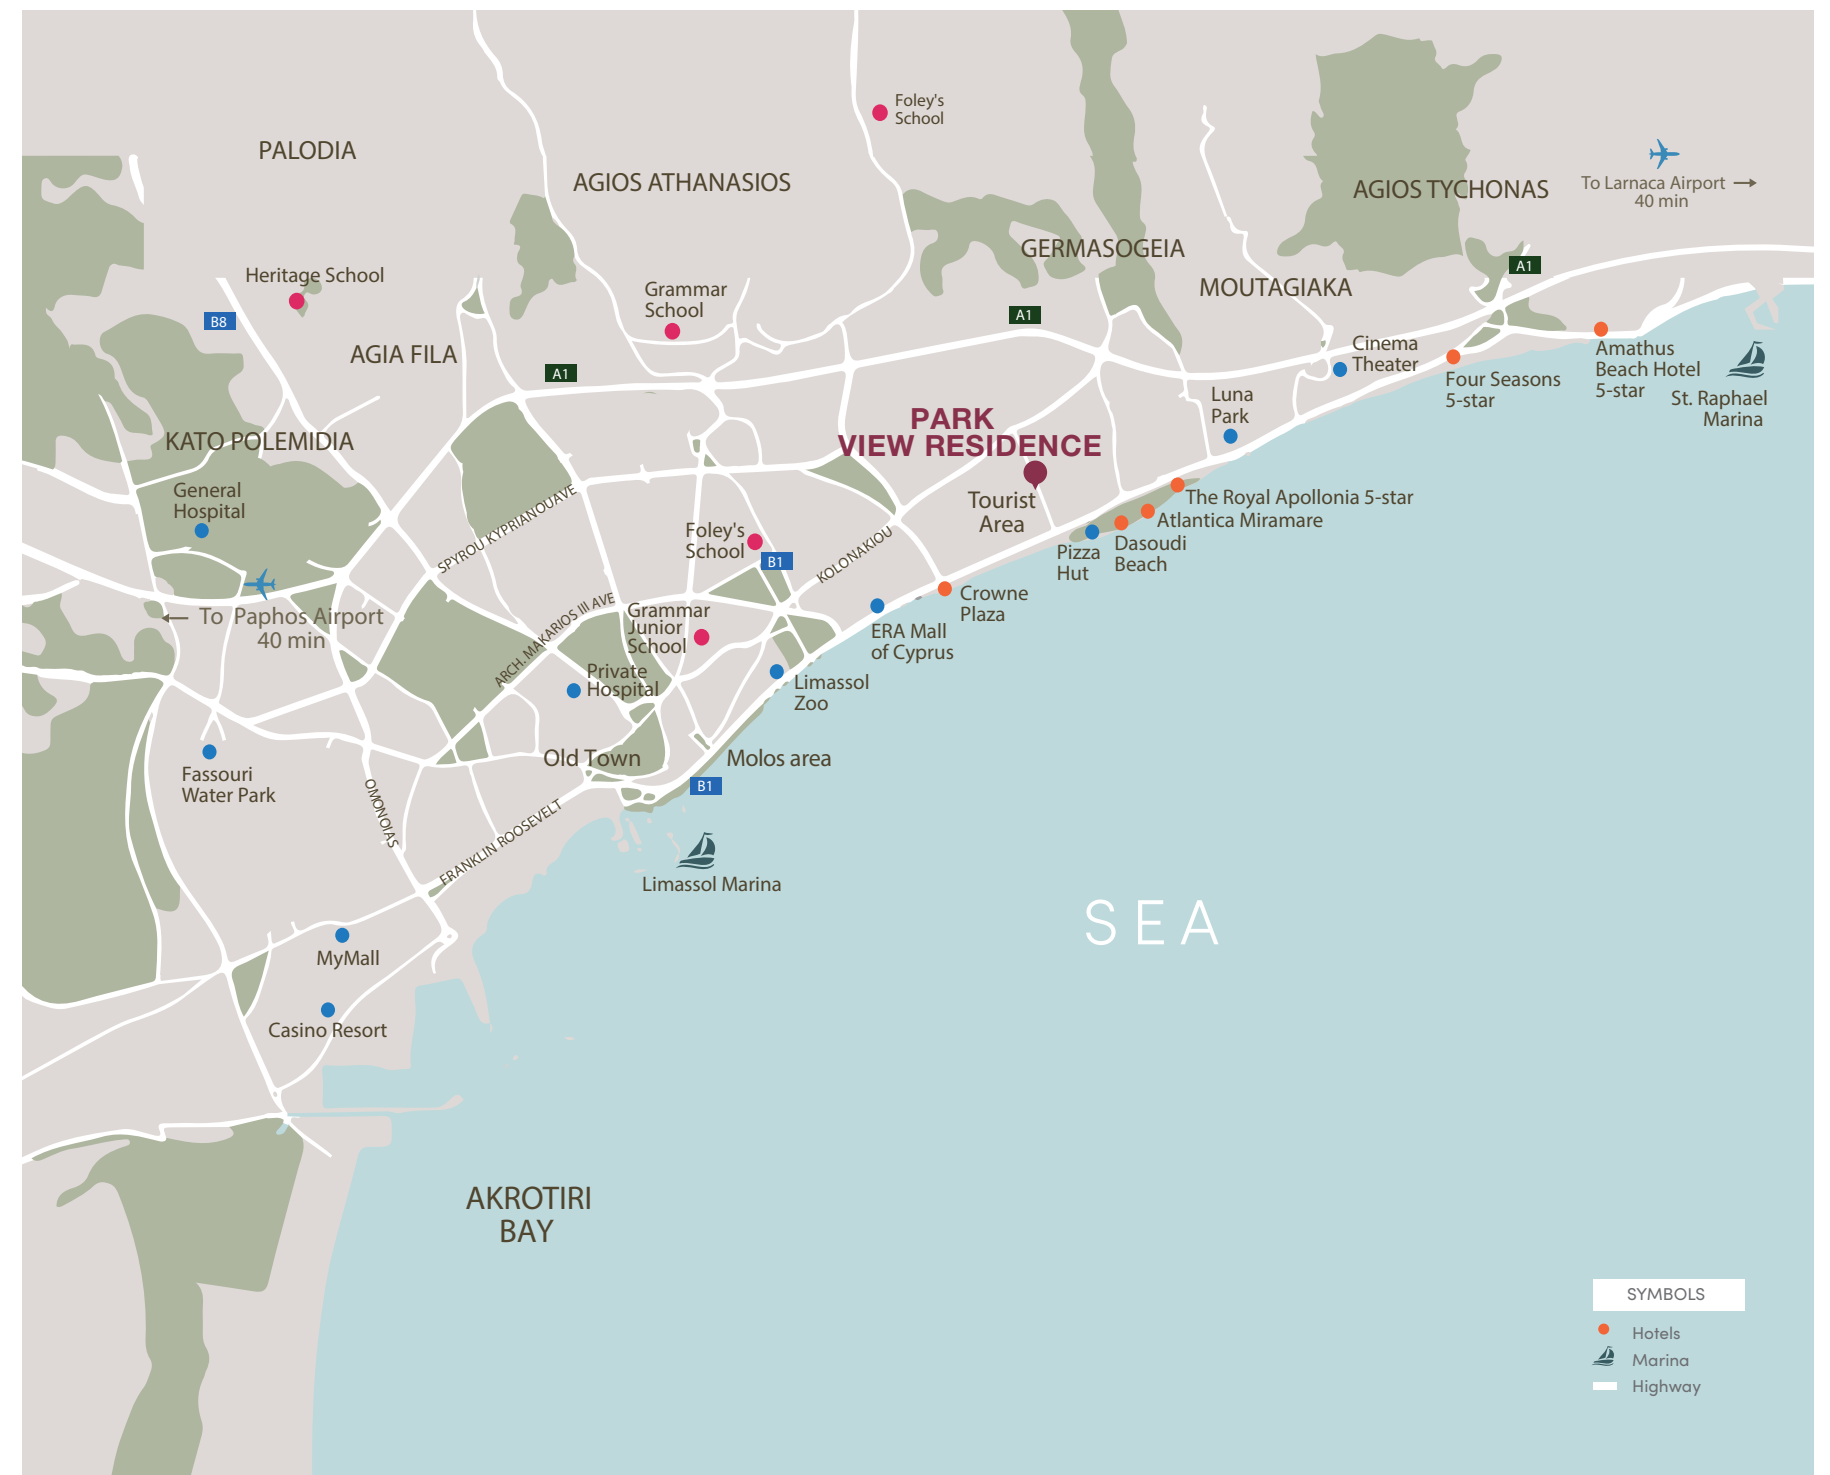 Foley's
School
PALODIA
AGIOS ATHANASIOS
AGIOS TYCHONAS
To Larnaca Airport
40 min
GERMASOGEIA
A1
Heritage School
MOUTAGIAKA
Grammar
School
B8
A1
AGIA FILA
Cinema
Theater
Amathus
Beach Hotel
5-star
A1
Four Seasons
5-star
St. Raphael
Marina
Luna
Park
PARK
VIEW RESIDENCE
KATO POLEMIDIA
General
Hospital
Tourist
Area
The Royal Apollonia 5-star
Atlantica Miramare
SPYROU KYPRIANOUAVE
Foley's
School
B1
KOLONAKIOU
Pizza
Hut
Dasoudi
Beach
To Paphos Airport
40 min
ARCH. MAKARIOS III AVE
Grammar
Junior
School
Crowne
Plaza
ERA Mall
of Cyprus
Private
Hospital
Limassol
Zoo
Old Town
Molos area
Fassouri
Water Park
B1
OMONOIAS
FRANKLIN ROOSEVELT
Limassol Marina
SEA
MyMall
Casino Resort
AKROTIRI
BAY
SYMBOLS
Hotels
Marina
Highway